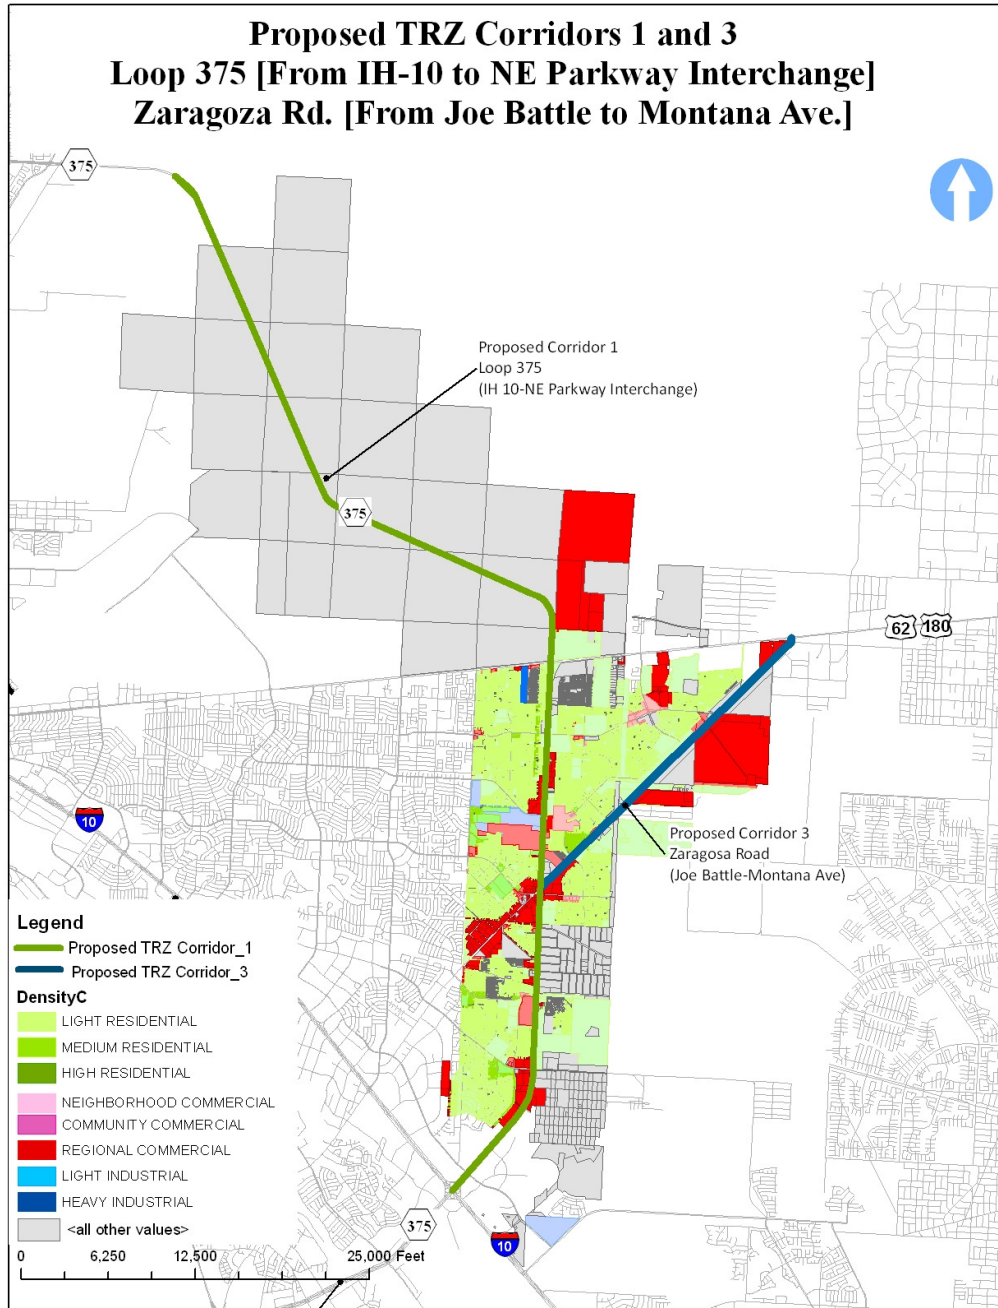 Proposed TRZ Corridors 1 and 3
Loop 375 [From IH-10 to NE Parkway Interchange]
Zaragoza Rd. [From Joe Battle to Montana Ave.]
375
Proposed Corridor 1
Loop 375
(IH 10-NE Parkway Interchange)
375
62 180
10
Proposed Corridor 3
Zaragosa Road
(Joe Battle-Montana Ave)
Legend
Proposed TRZ Corridor_1
Proposed TRZ Corridor_3
DensityC
LIGHT RESIDENTIAL
MEDIUM RESIDENTIAL
HIGH RESIDENTIAL
NEIGHBORHOOD COMMERCIAL
COMMUNITY COMMERCIAL
REGIONAL COMMERCIAL
LIGHT INDUSTRIAL
HEAVY INDUSTRIAL
<all other values>
375
10
0 6,250 12,500 25,000 Feet